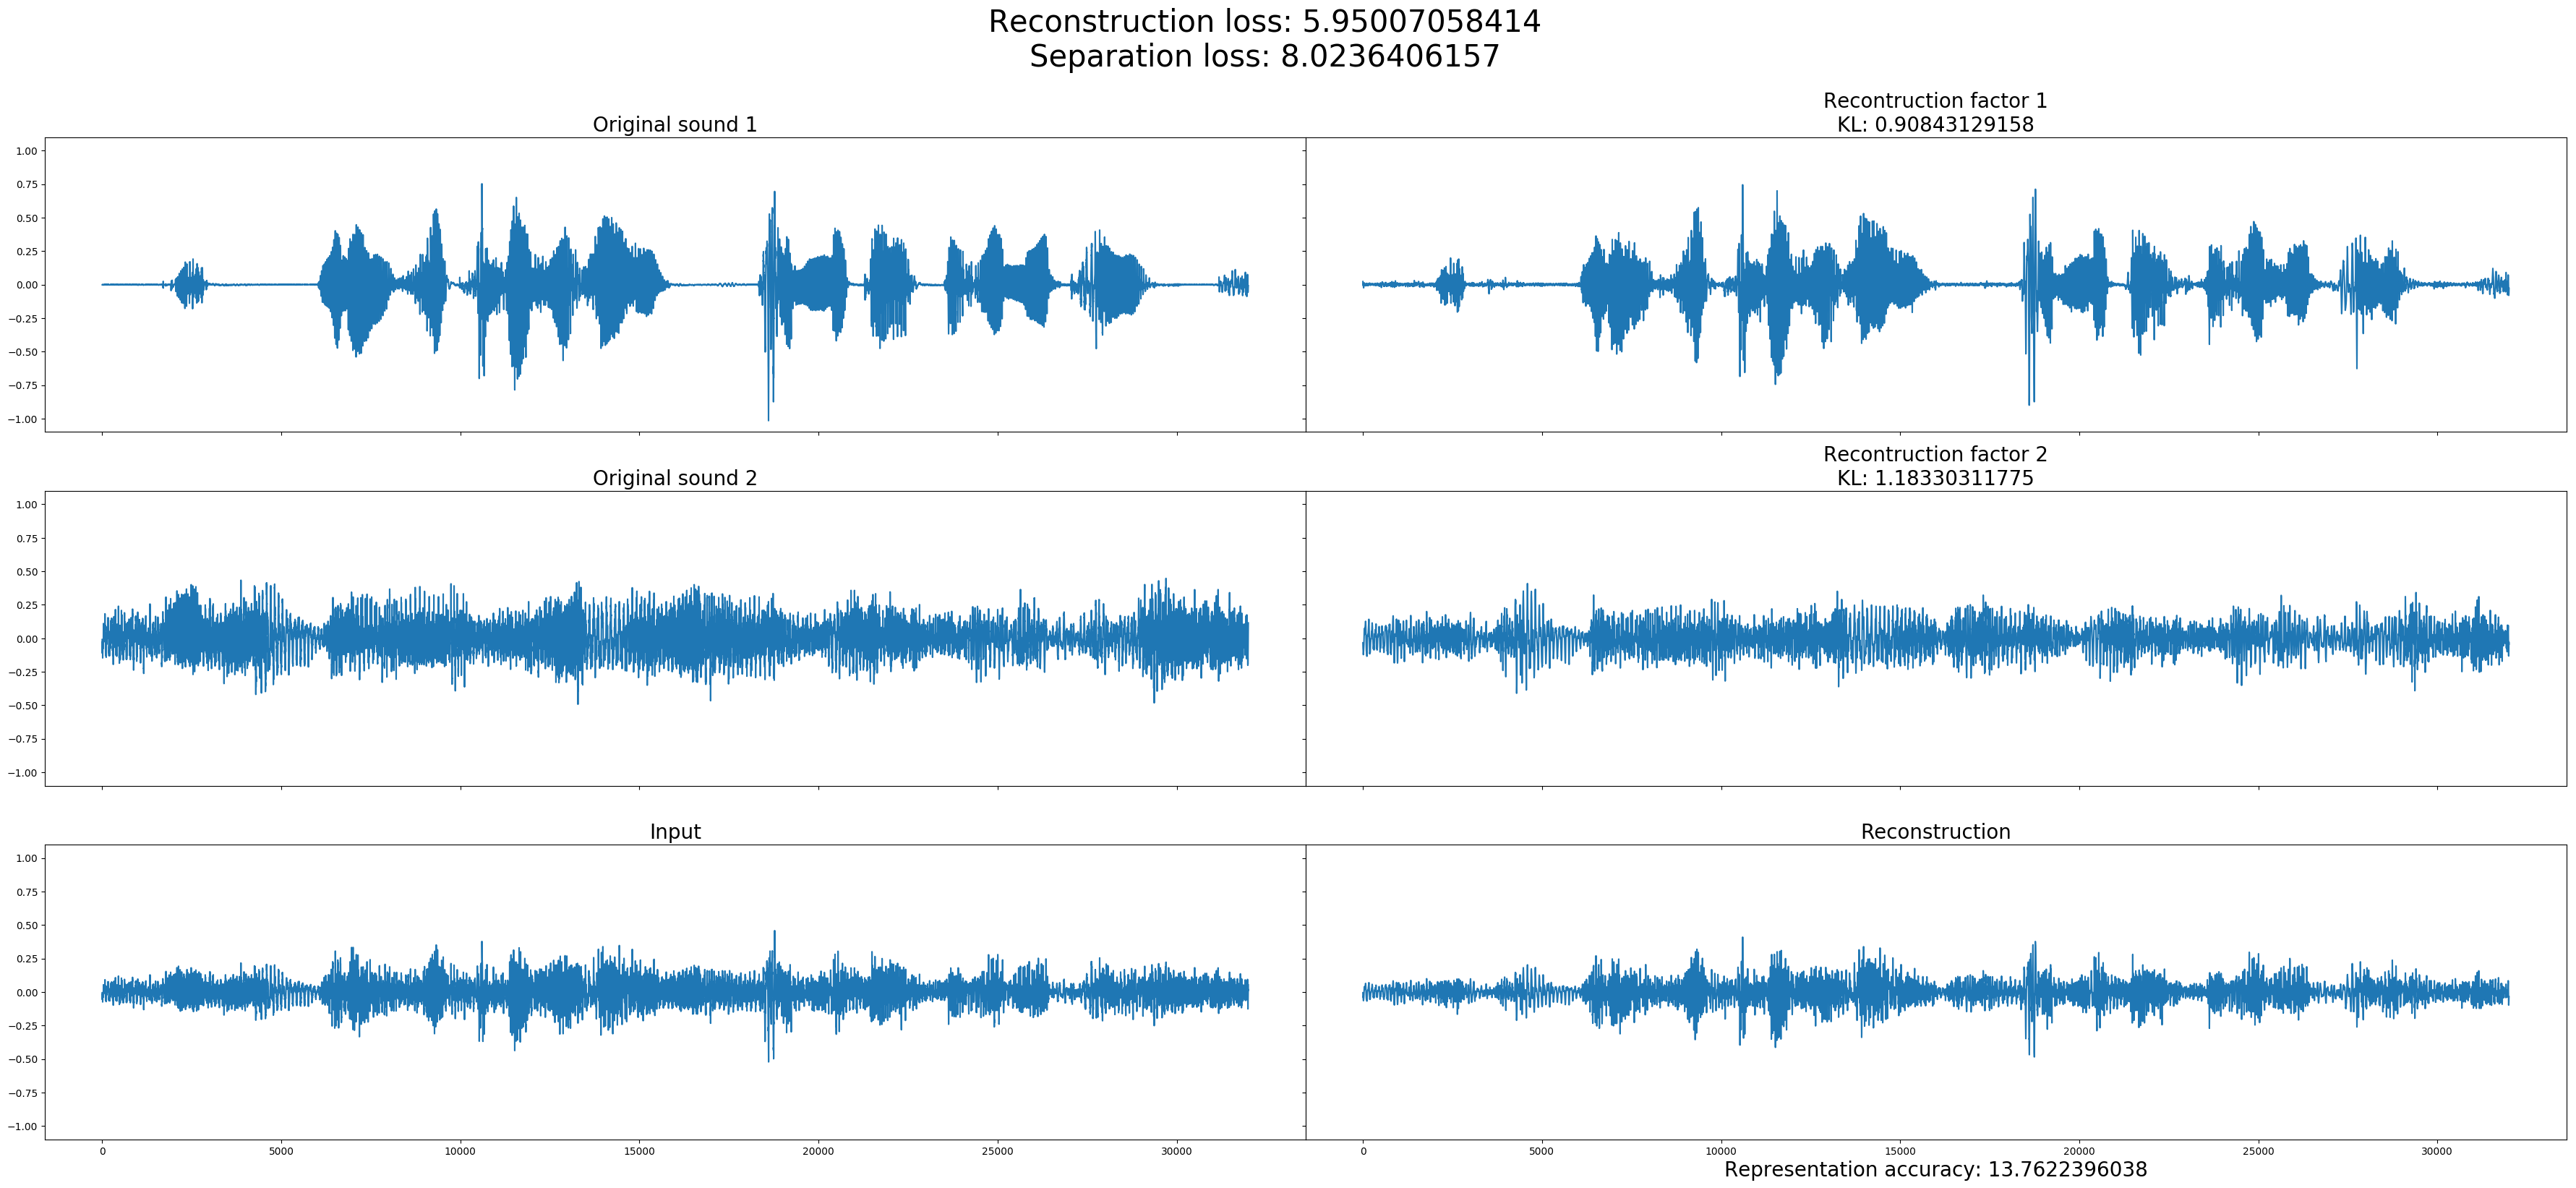 Reconstruction loss: 5.95007058414
Separation loss: 8.0236406157
Original sound 1
Recontruction factor 1
KL: 0.90843129158
1.00
0.75
0.50
0.25
0.00
−0.25
−0.50
−0.75
−1.00
Original sound 2
Recontruction factor 2
KL: 1.18330311775
1.00
0.75
0.50
0.25
0.00
−0.25
−0.50
−0.75
−1.00
Input
Reconstruction
1.00
0.75
0.50
0.25
0.00
−0.25
−0.50
−0.75
−1.00
0 5000 10000 15000 20000 25000 30000
0 5000 10000 15000 20000 25000 30000
Representation accuracy: 13.7622396038